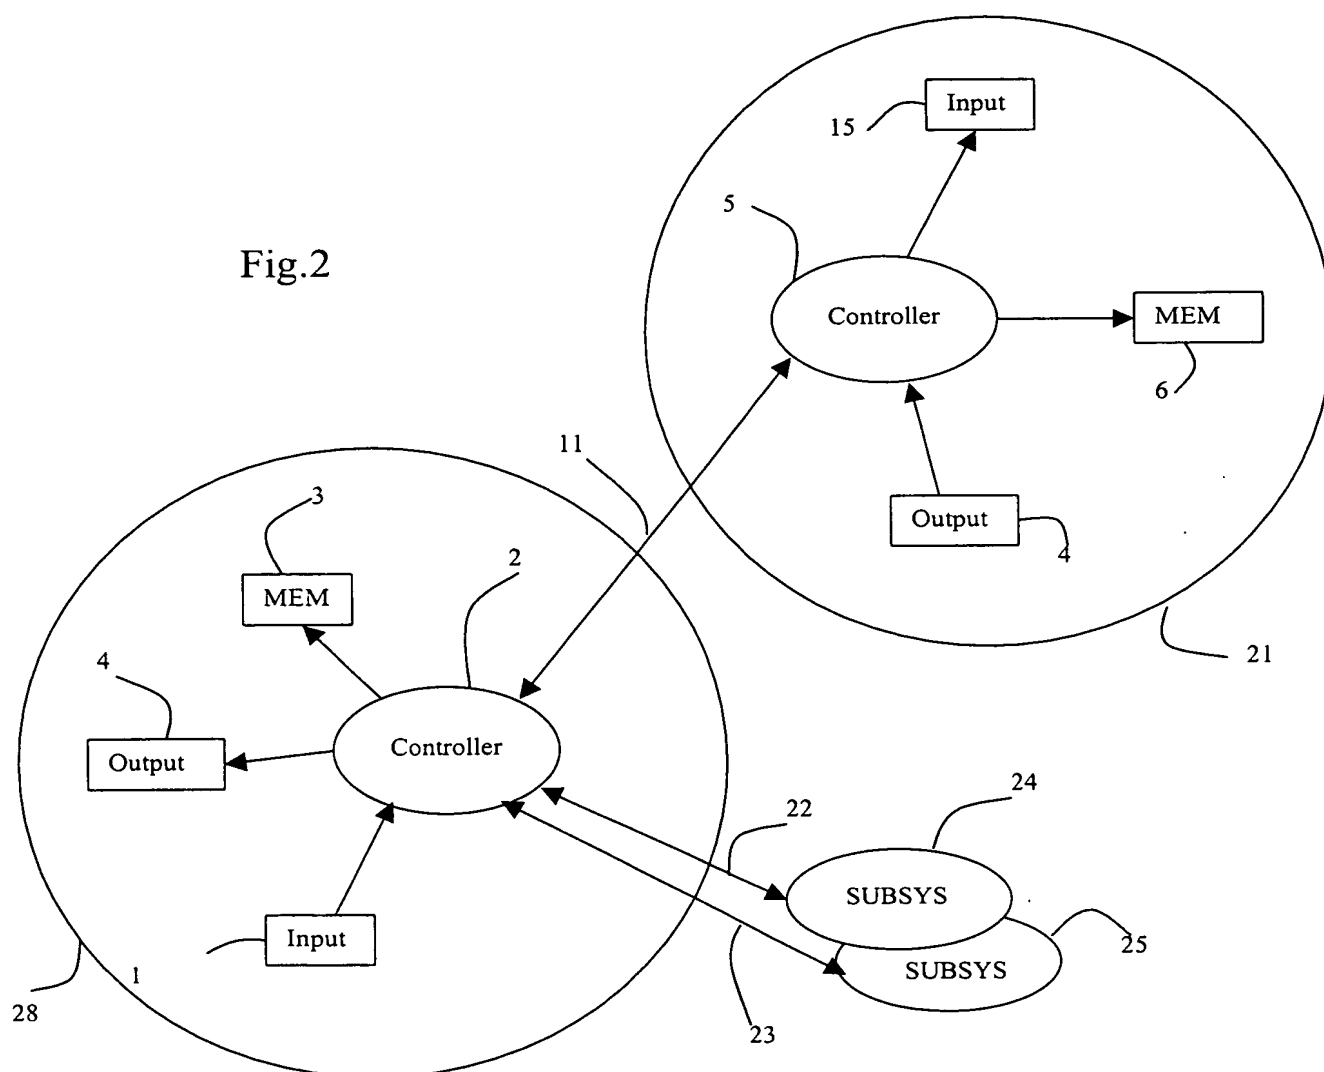 Input
15
5
Fig.2
Controller
MEM
6
11
Output
4
3
2
MEM
21
4
Controller
Output
24
22
SUBSYS
25
Input
SUBSYS
1
28
23